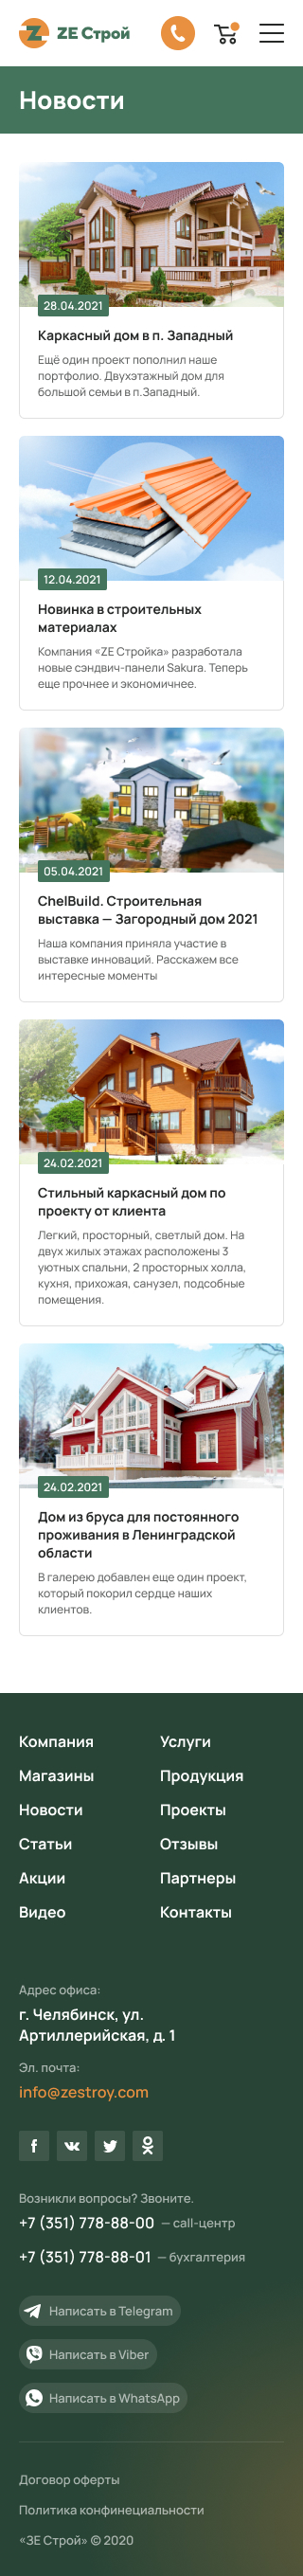 ZE Строй
Новости
28.04.2021
Каркасный дом в п. Западный
Ещё один проект пополнил наше
портфолио. Двухэтажный дом для
большой семьи в п.Западный.
12.04.2021
Новинка в строительных
материалах
Компания «ZE Стройка» разработала
новые сэндвич-панели Sakura. Теперь
еще прочнее и экономичнее.
05.04.2021
ChelBuild. Строительная
выставка — Загородный дом 2021
Наша компания приняла участие в
выставке инноваций. Расскажем все
интересные моменты
24.02.2021
Стильный каркасный дом по
проекту от клиента
Легкий, просторный, светлый дом. На
двух жилых этажах расположены 3
уютных спальни, 2 просторных холла,
кухня, прихожая, санузел, подсобные
помещения.
24.02.2021
Дом из бруса для постоянного
проживания в Ленинградской
области
В галерею добавлен еще один проект,
который покорил сердце наших
клиентов.
Компания
Услуги
Магазины
Продукция
Новости
Проекты
Статьи
Отзывы
Акции
Партнеры
Видео
Контакты
Адрес офиса:
г. Челябинск, ул.
Артиллерийская, д. 1
Эл. почта:
info@zestroy.com
Возникли вопросы? Звоните.
+7 (351) 778-88-00 — call-центр
+7 (351) 778-88-01 — бухгалтерия
Написать в Telegram
Написать в Viber
Написать в WhatsApp
Договор оферты
Политика конфинециальности
«ЗЕ Строй» © 2020